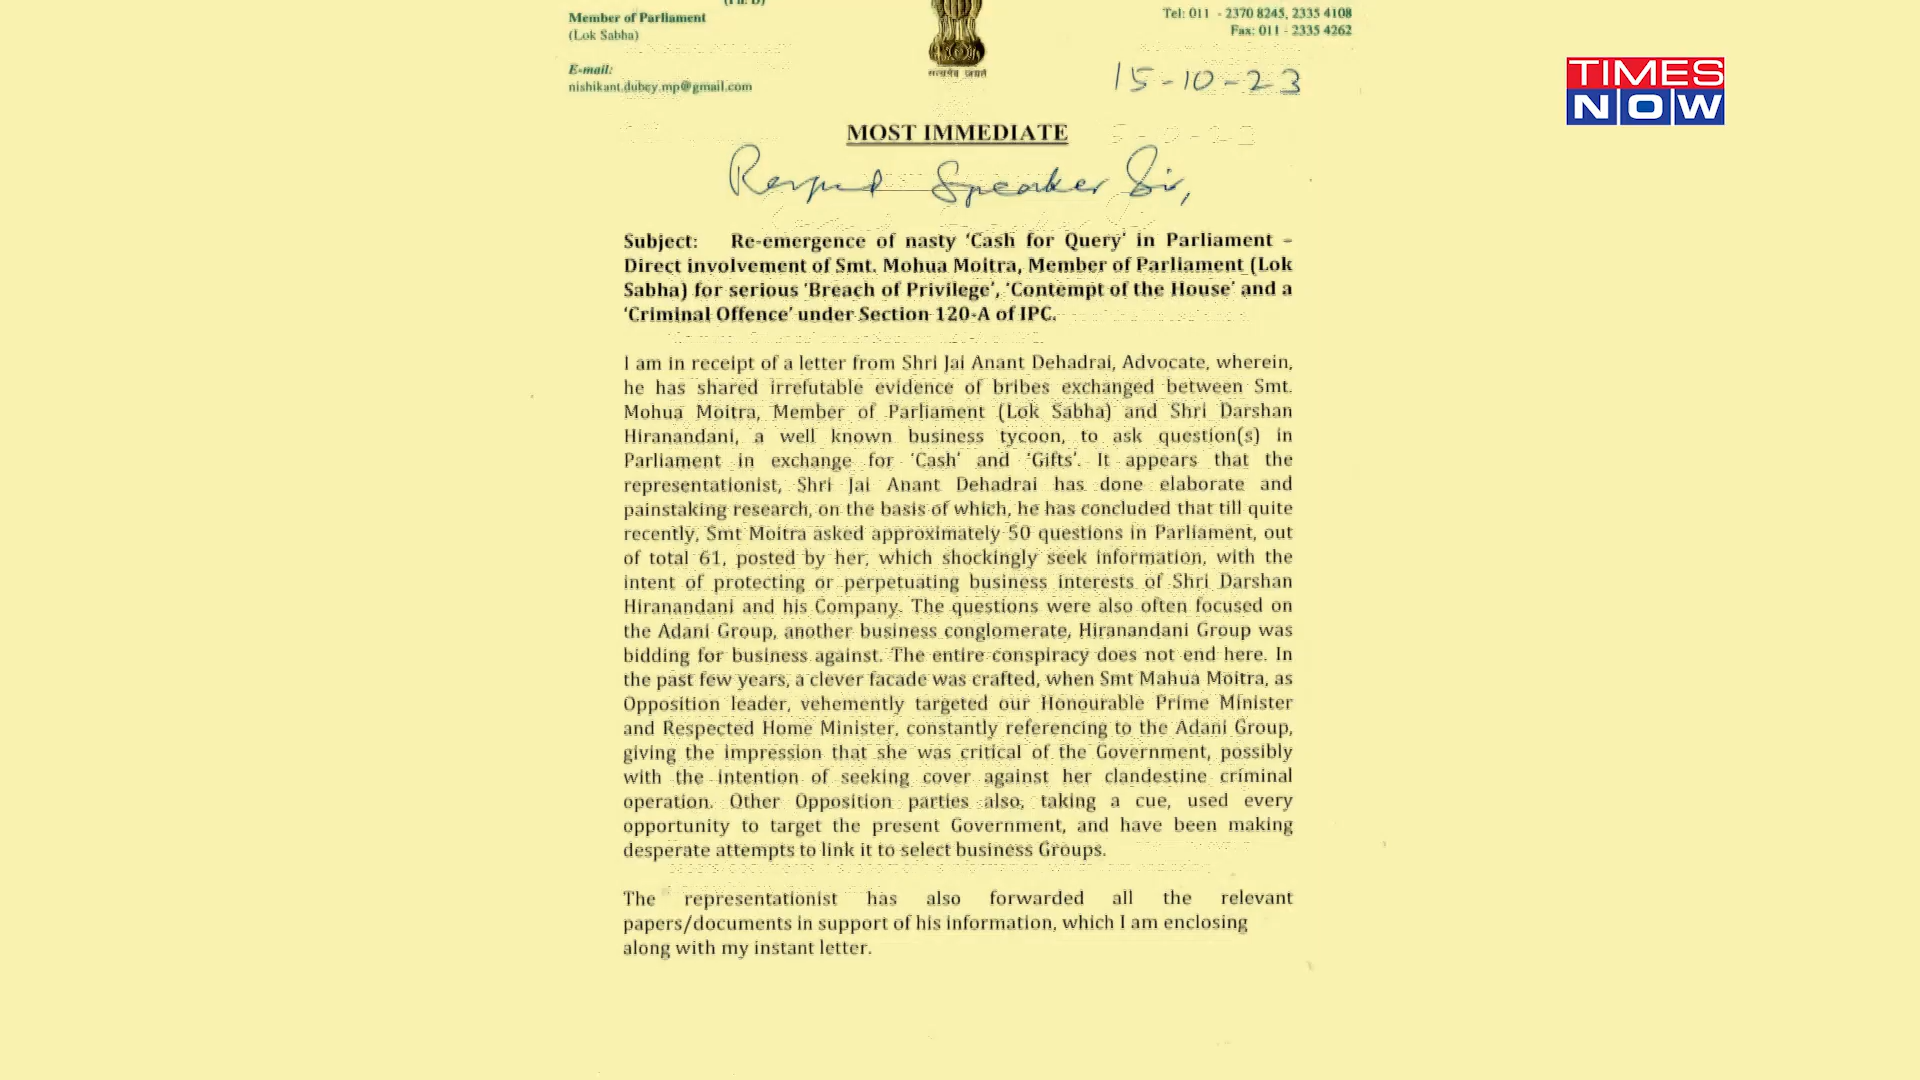 (Ph. D)
Member of Parliament
(Lok Sabha)
E-mail:
nishikant.dubey.mp@gmail.com
सत्यमेव जयते
Tel: 011 - 2370 8245, 2335 4108
Fax: 011 - 2335 4262
15-10-23
TIMES
NOW
MOST IMMEDIATE
Speaker Sir,
Subject: Re-emergence of nasty ‘Cash for Query’ in Parliament –
Direct involvement of Smt. Mohua Moitra, Member of Parliament (Lok
Sabha) for serious ‘Breach of Privilege’, ‘Contempt of the House’ and a
‘Criminal Offence’ under Section 120-A of IPC.
I am in receipt of a letter from Shri Jai Anant Dehadrai, Advocate, wherein,
he has shared irrefutable evidence of bribes exchanged between Smt.
Mohua Moitra, Member of Parliament (Lok Sabha) and Shri Darshan
Hiranandani, a well known business tycoon, to ask question(s) in
Parliament in exchange for ‘Cash’ and ‘Gifts’. It appears that the
representationist, Shri Jai Anant Dehadrai has done elaborate and
painstaking research, on the basis of which, he has concluded that till quite
recently, Smt Moitra asked approximately 50 questions in Parliament, out
of total 61, posted by her, which shockingly seek information, with the
intent of protecting or perpetuating business interests of Shri Darshan
Hiranandani and his Company. The questions were also often focused on
the Adani Group, another business conglomerate, Hiranandani Group was
bidding for business against. The entire conspiracy does not end here. In
the past few years, a clever facade was crafted, when Smt Mahua Moitra, as
Opposition leader, vehemently targeted our Honourable Prime Minister
and Respected Home Minister, constantly referencing to the Adani Group,
giving the impression that she was critical of the Government, possibly
with the intention of seeking cover against her clandestine criminal
operation. Other Opposition parties also, taking a cue, used every
opportunity to target the present Government, and have been making
desperate attempts to link it to select business Groups.
The representationist has also forwarded all the relevant
papers/documents in support of his information, which I am enclosing
along with my instant letter.